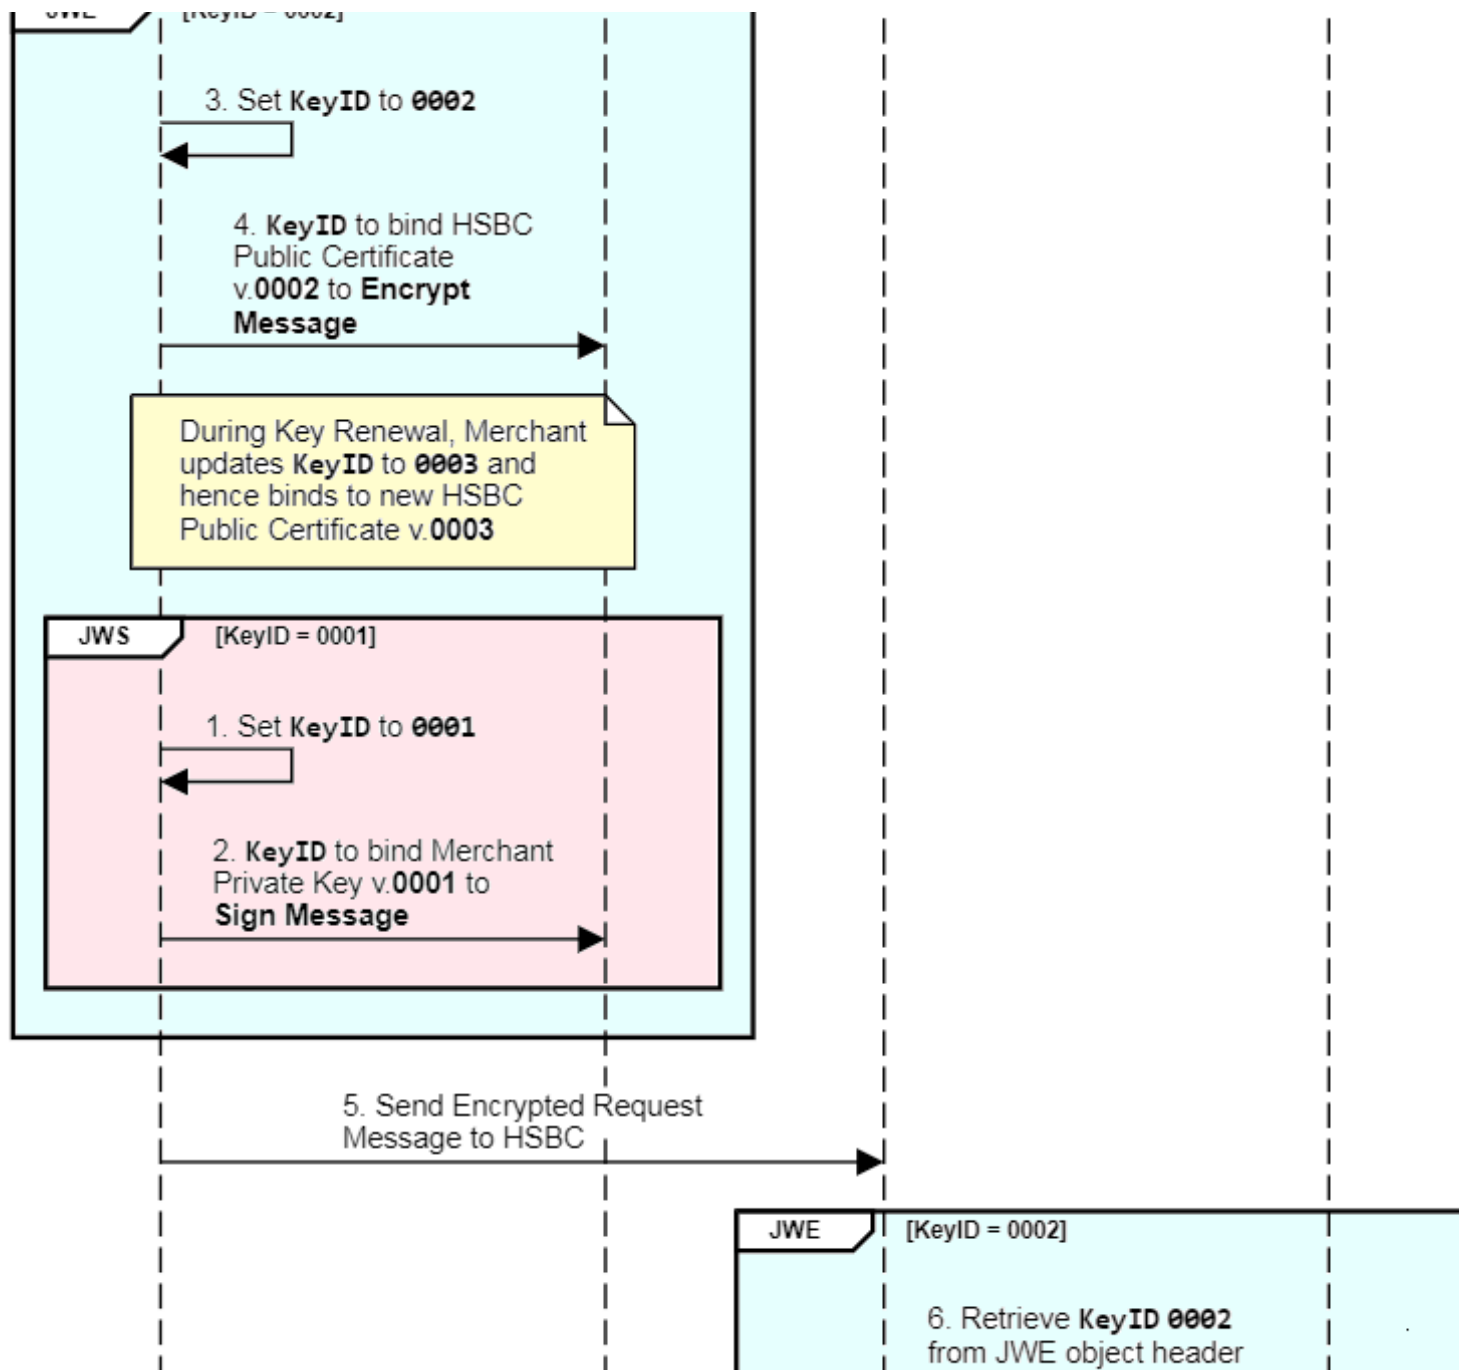 JWE [KeyID = 0002]
3. Set KeyID to 0002
4. KeyID to bind HSBC
Public Certificate
v.0002 to Encrypt
Message
During Key Renewal, Merchant
updates KeyID to 0003 and
hence binds to new HSBC
Public Certificate v.0003
JWS [KeyID = 0001]
1. Set KeyID to 0001
2. KeyID to bind Merchant
Private Key v.0001 to
Sign Message
5. Send Encrypted Request
Message to HSBC
JWE [KeyID = 0002]
6. Retrieve KeyID 0002
from JWE object header